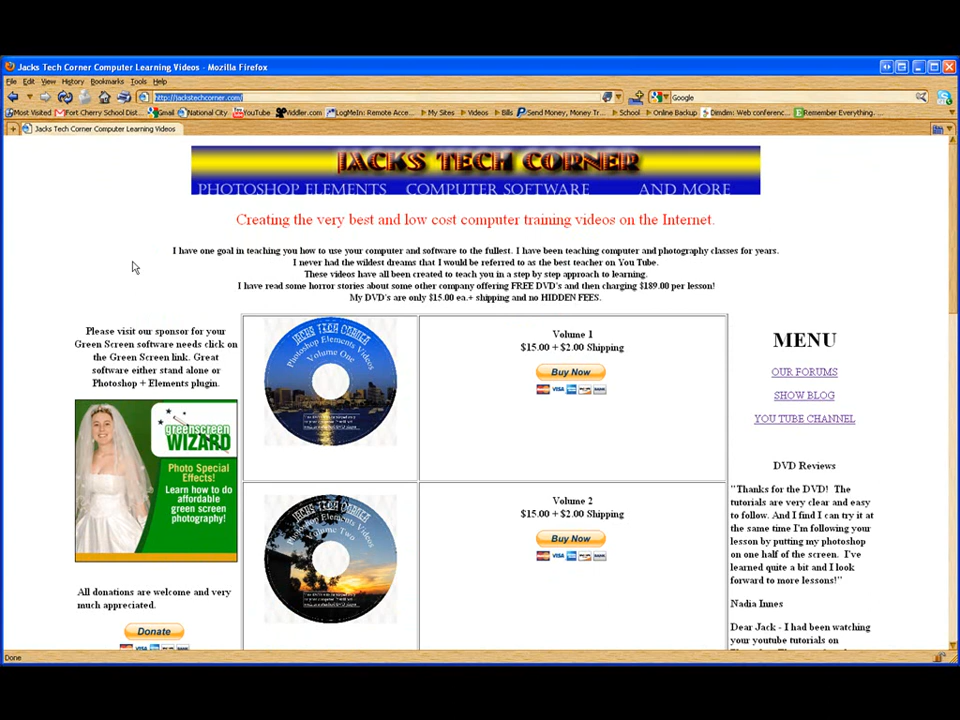 Jacks Tech Corner Computer Learning Videos - Mozilla Firefox
File Edit View History Bookmarks Tools Help
http://jackstechcorner.com/
Google
Most Visited Fort Cherry School Dist... Gmail National City YouTube Viddler.com LogMeIn: Remote Acce... My Sites Videos Bills Send Money, Money Tr... School Online Backup Dimdim: Web conferenc... Remember Everything. ...
Jacks Tech Corner Computer Learning Videos
JACKS TECH CORNER
PHOTOSHOP ELEMENTS COMPUTER SOFTWARE AND MORE
Creating the very best and low cost computer training videos on the Internet.
I have one goal in teaching you how to use your computer and software to the fullest. I have been teaching computer and photography classes for years.
I never had the wildest dreams that I would be referred to as the best teacher on You Tube.
These videos have all been created to teach you in a step by step approach to learning.
I have read some horror stories about some other company offering FREE DVD's and then charging $189.00 per lesson!
My DVD's are only $15.00 ea.+ shipping and no HIDDEN FEES.
Please visit our sponsor for your
Green Screen software needs click on
the Green Screen link. Great
software either stand alone or
Photoshop + Elements plugin.
greenscreen
WIZARD
Photo Special
Effects!
Learn how to do
affordable
green screen
photography!
All donations are welcome and very
much appreciated.
Donate
JACKS TECH CORNER
Photoshop Elements Videos
Volume One
Volume 1
$15.00 + $2.00 Shipping
Buy Now
VISA
JACKS TECH CORNER
Photoshop Elements Videos
Volume Two
Volume 2
$15.00 + $2.00 Shipping
Buy Now
VISA
MENU
OUR FORUMS
SHOW BLOG
YOU TUBE CHANNEL
DVD Reviews
"Thanks for the DVD! The
tutorials are very clear and easy
to follow. And I find I can try it at
the same time I'm following your
lesson by putting my photoshop
on one half of the screen. I've
learned quite a bit and I look
forward to more lessons!"
Nadia Innes
Dear Jack - I had been watching
your youtube tutorials on
Done